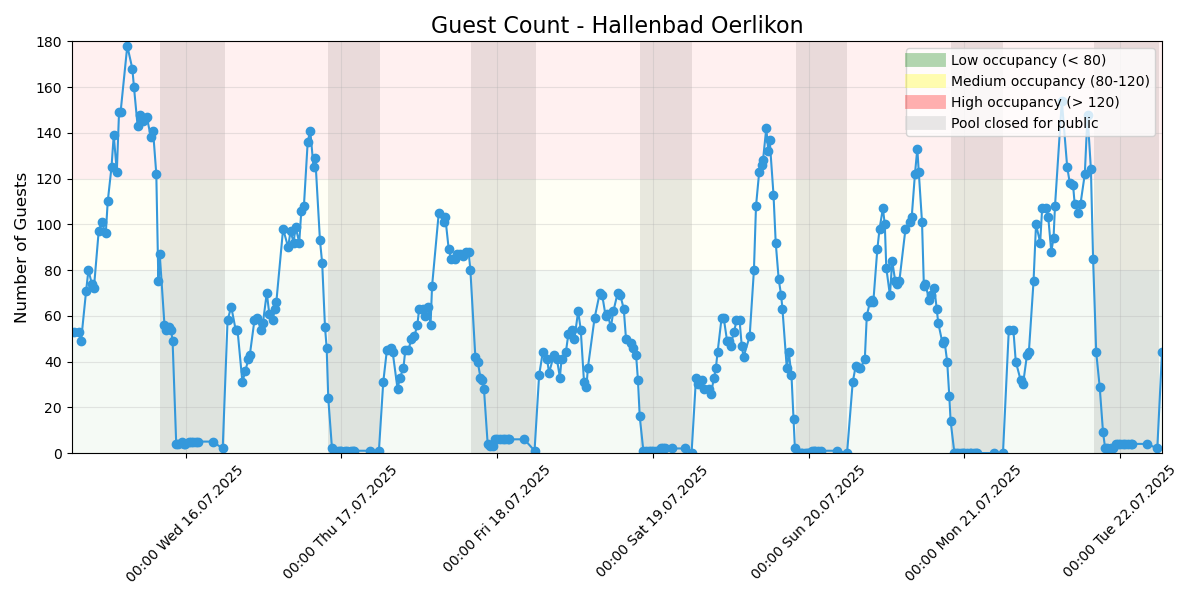 Guest Count - Hallenbad Oerlikon
Number of Guests
180
160
140
120
100
80
60
40
20
0
Low occupancy (< 80)
Medium occupancy (80-120)
High occupancy (> 120)
Pool closed for public
00:00 Wed 16.07.2025
00:00 Thu 17.07.2025
00:00 Fri 18.07.2025
00:00 Sat 19.07.2025
00:00 Sun 20.07.2025
00:00 Mon 21.07.2025
00:00 Tue 22.07.2025